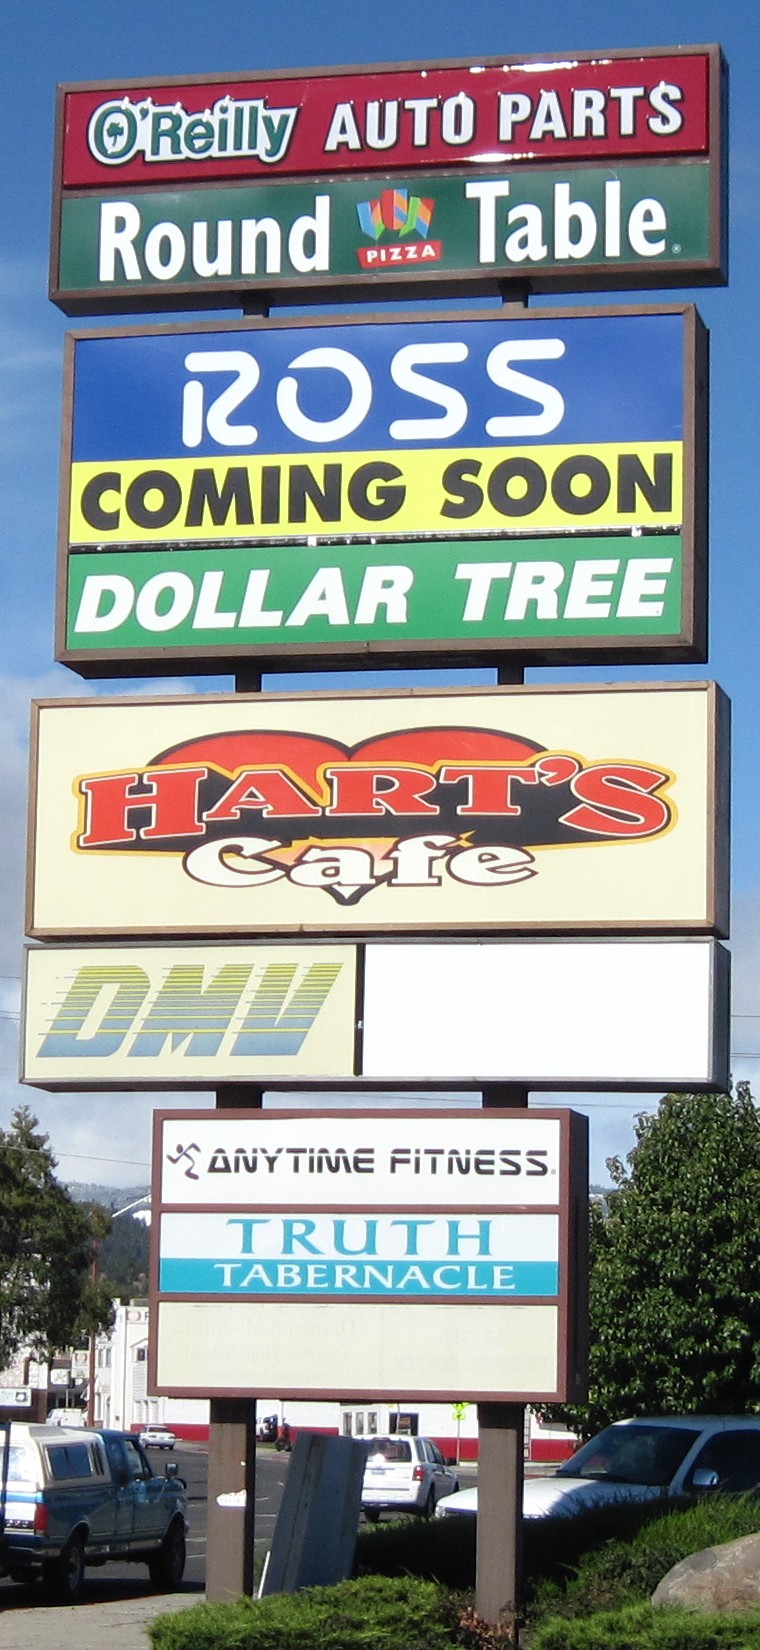 O'Reilly AUTO PARTS
Round PIZZA Table
ROSS
COMING SOON
DOLLAR TREE
HART'S
Cafe
DMV
ANYTIME FITNESS
TRUTH
TABERNACLE